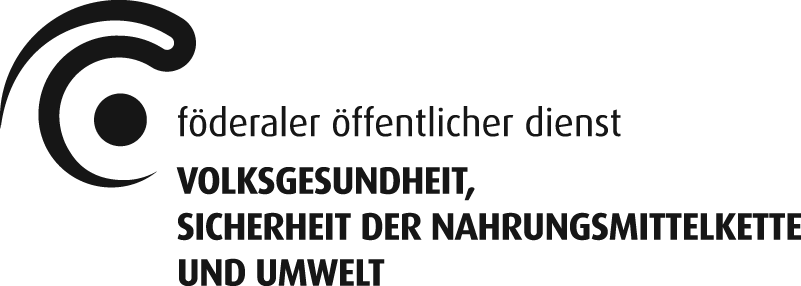 föderaler öffentlicher dienst
VOLKSGESUNDHEIT,
SICHERHEIT DER NAHRUNGSMITTELKETTE
UND UMWELT